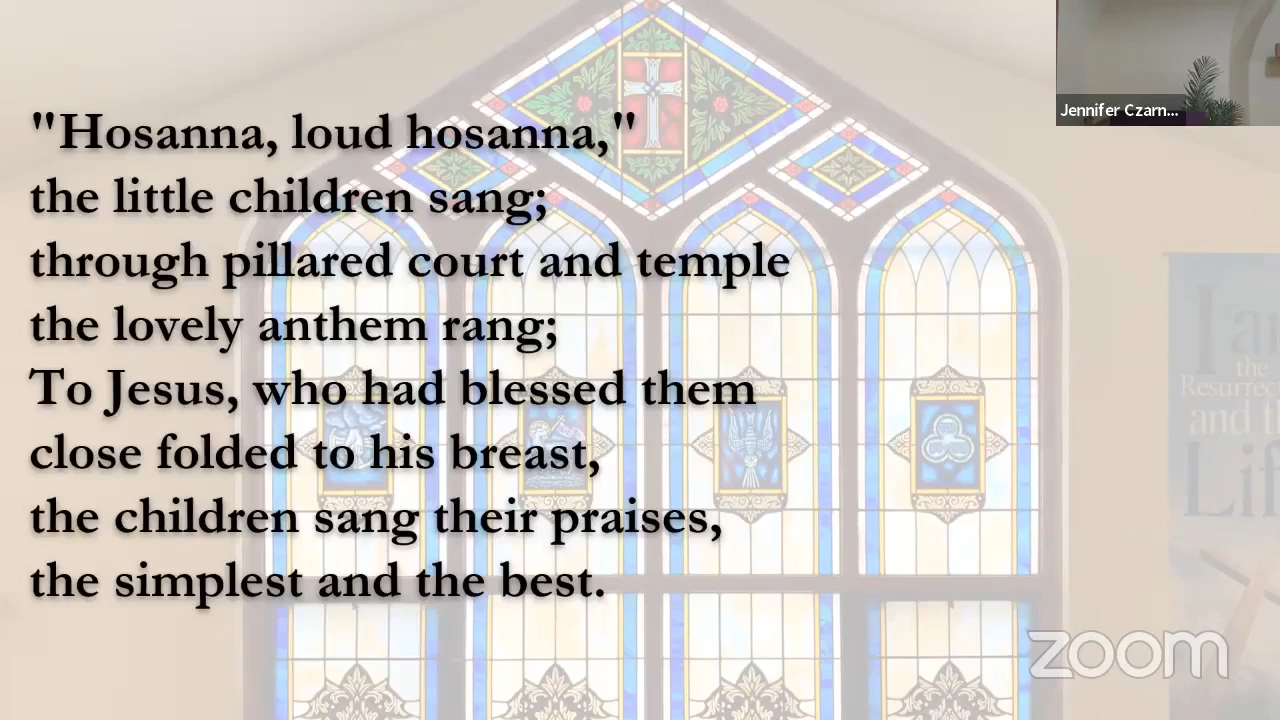 "Hosanna, loud hosanna,"
the little children sang;
through pillared court and temple
the lovely anthem rang;
To Jesus, who had blessed them
close folded to his breast,
the children sang their praises,
the simplest and the best.
Jennifer Czarn...
the
and
zoom